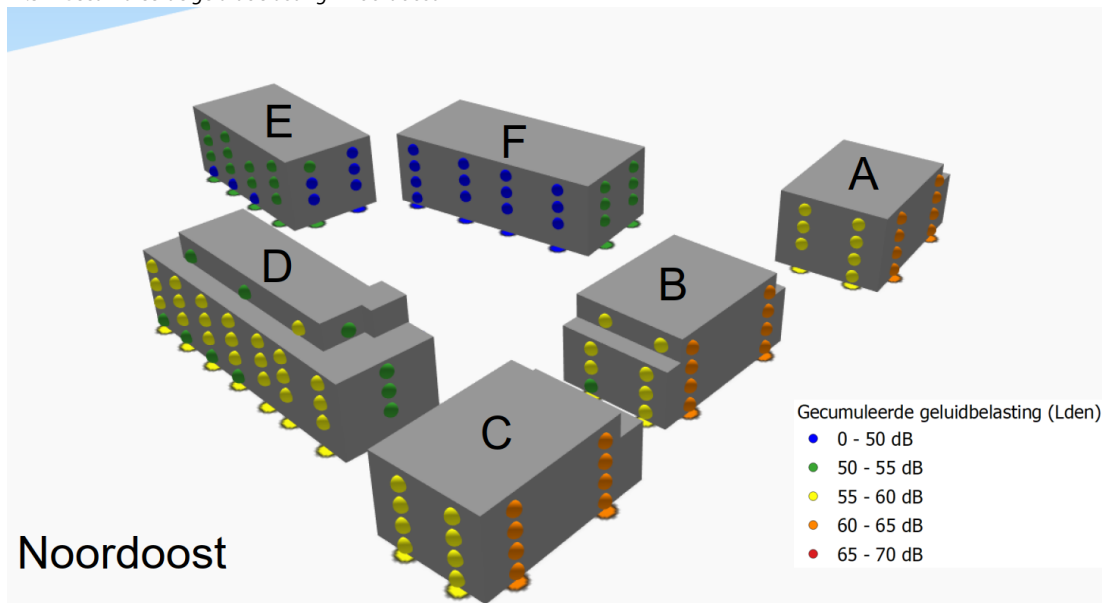 E
F
A
D
B
C
Gecumuleerde geluidbelasting (Lden)
0 - 50 dB
50 - 55 dB
55 - 60 dB
60 - 65 dB
65 - 70 dB
Noordoost